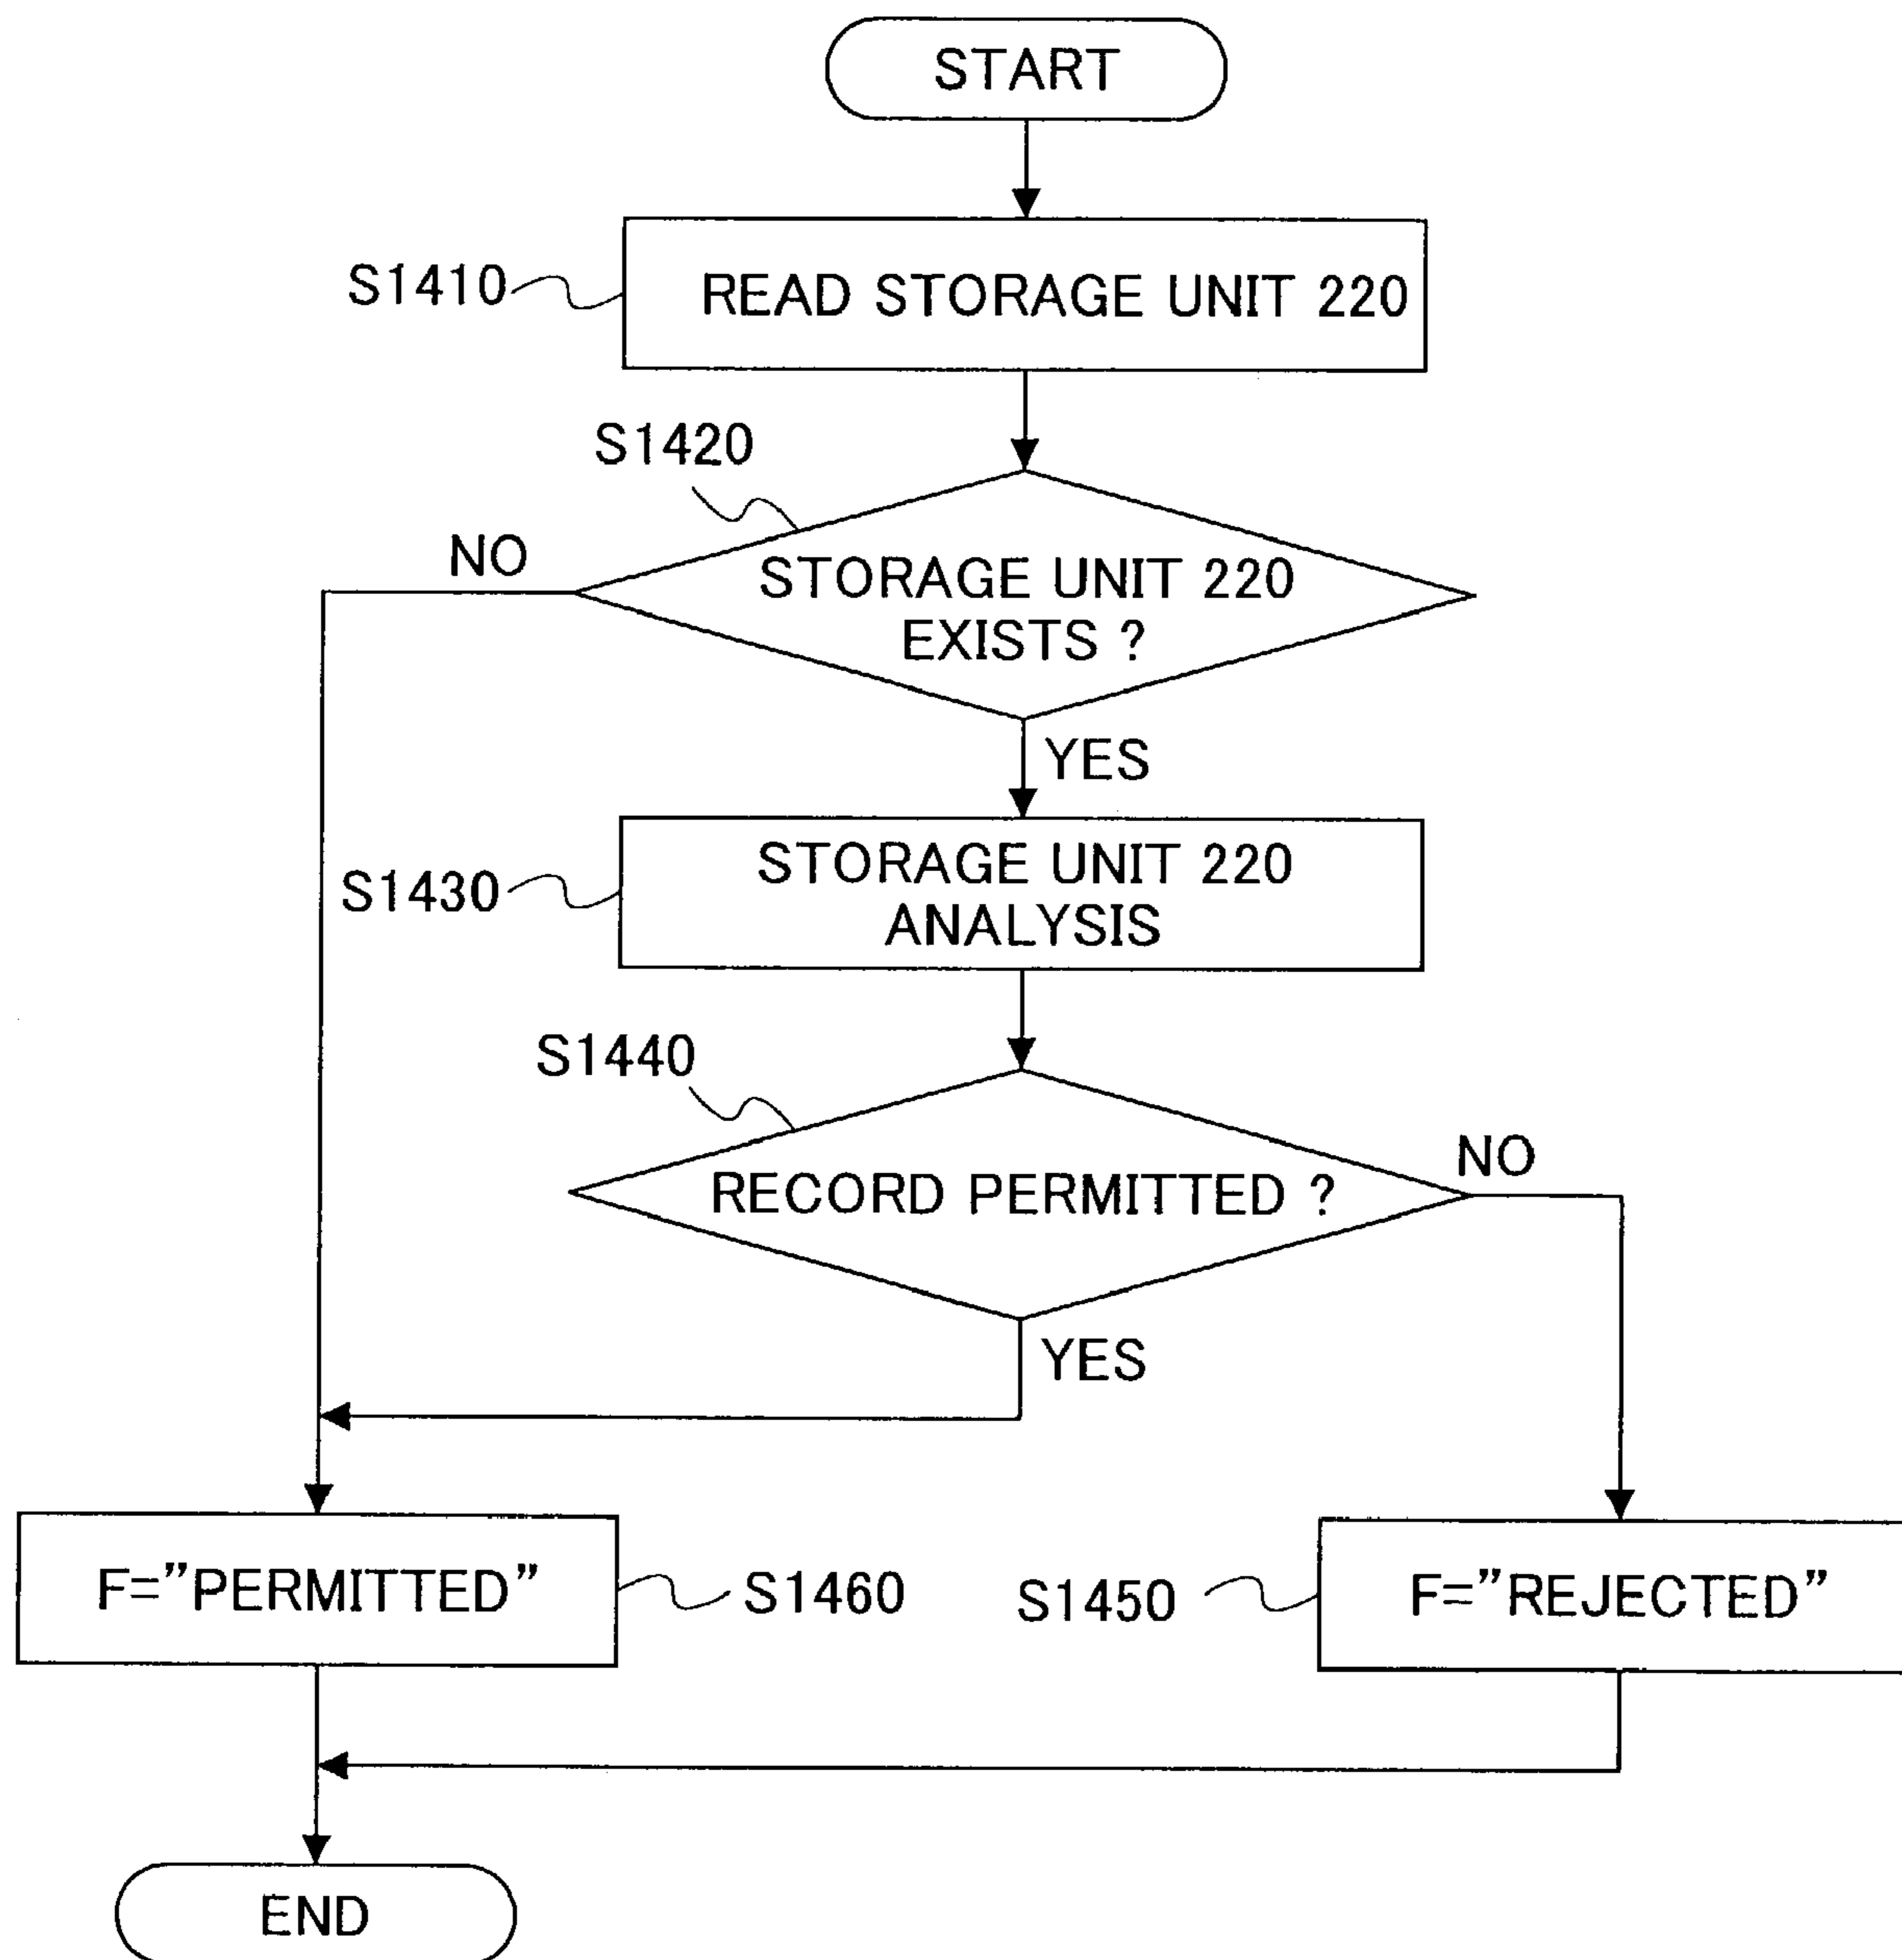 START
S1410
READ STORAGE UNIT 220
S1420
NO
STORAGE UNIT 220
EXISTS ?
YES
S1430
STORAGE UNIT 220
ANALYSIS
S1440
NO
RECORD PERMITTED ?
YES
F="PERMITTED"
S1460
S1450
F="REJECTED"
END